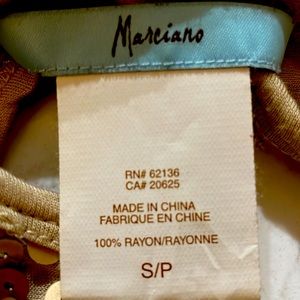 Marciano
RN# 62136
CA# 20625
MADE IN CHINA
FABRIQUE EN CHINE
100% RAYON/RAYONNE
S/P